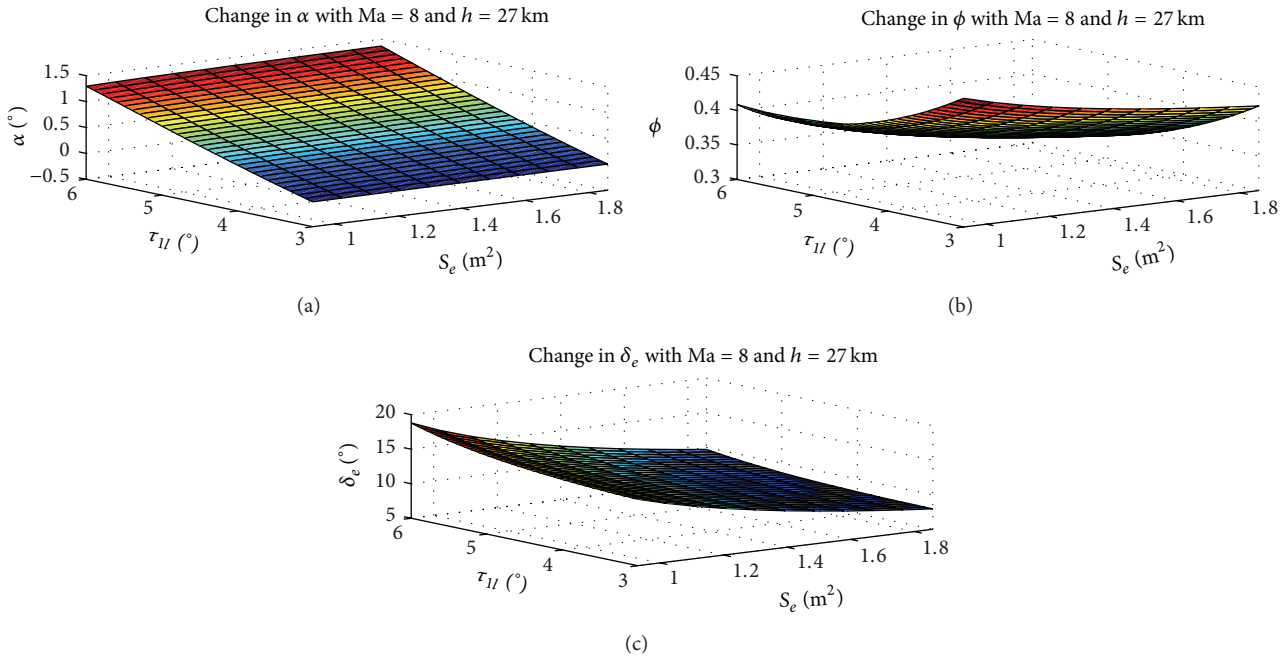 Change in α with Ma = 8 and h = 27 km
1.5
1
0.5
0
−0.5
α (°)
6
5
4
3
τ1l (°)
1
1.2
1.4
1.6
1.8
Se (m²)
(a)
Change in ϕ with Ma = 8 and h = 27 km
0.45
0.4
0.35
0.3
ϕ
6
5
4
3
τ1l (°)
1
1.2
1.4
1.6
1.8
Se (m²)
(b)
Change in δe with Ma = 8 and h = 27 km
20
15
10
5
δe (°)
6
5
4
3
τ1l (°)
1
1.2
1.4
1.6
1.8
Se (m²)
(c)